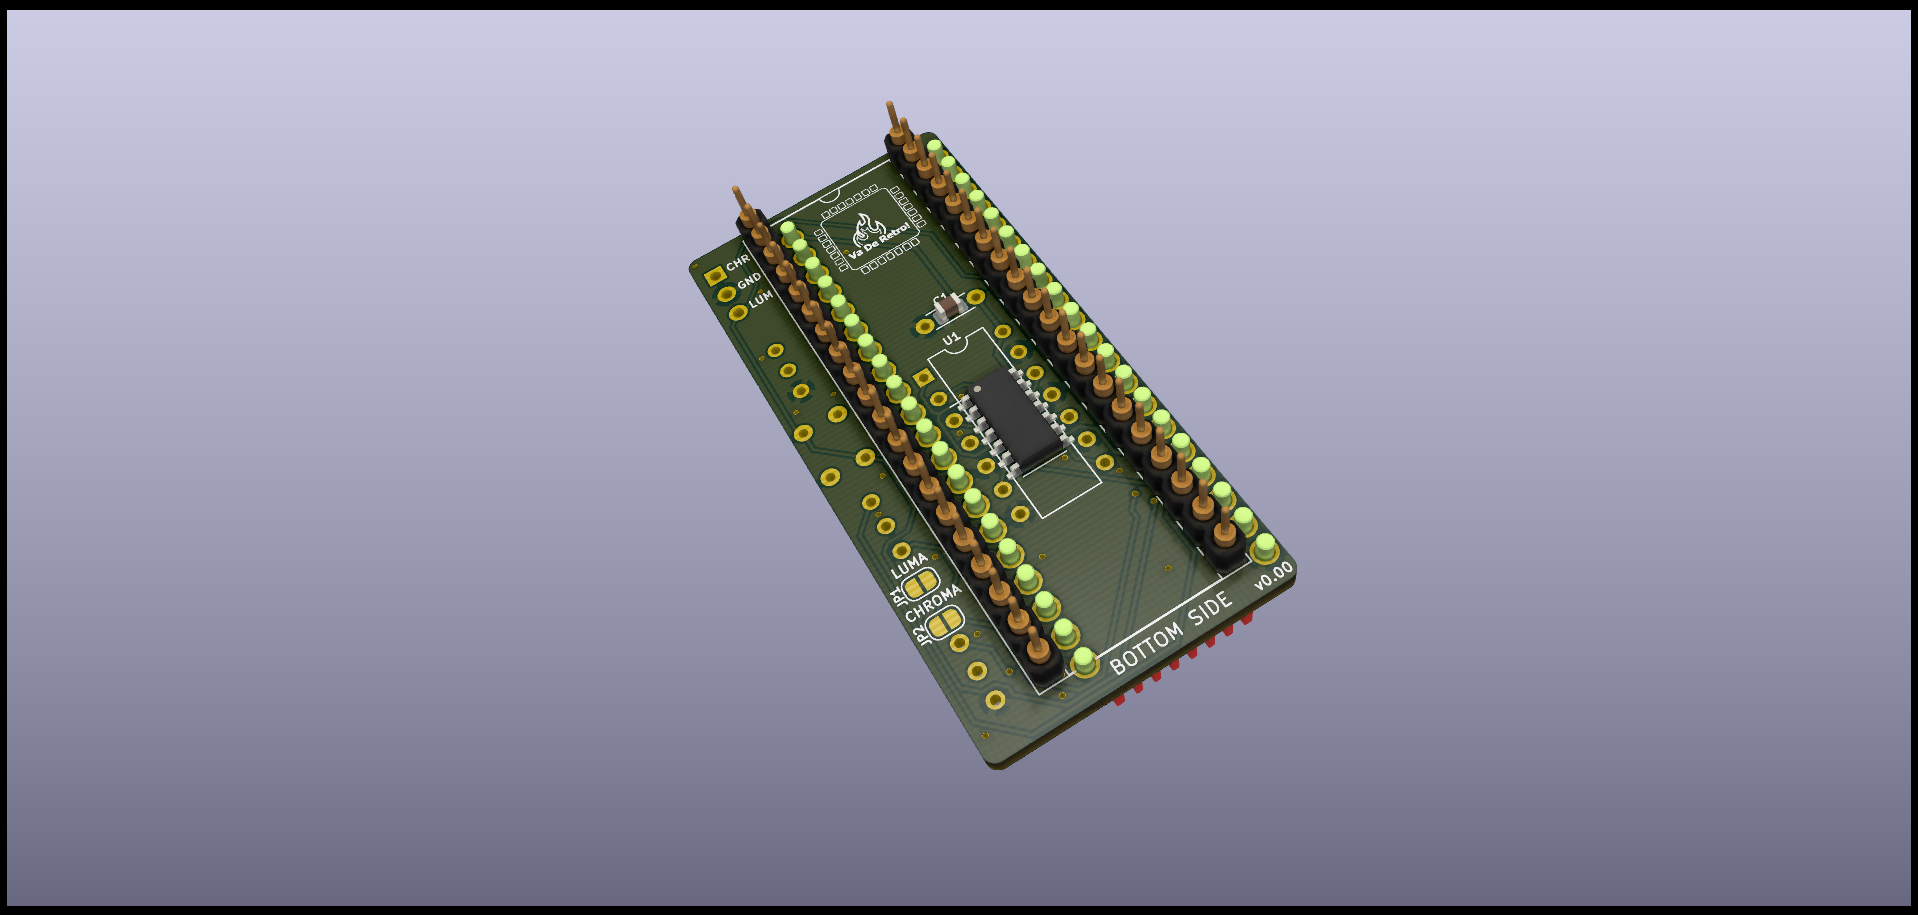 Va De Retro!
CHR
GND
LUM
C1
U1
LUMA
JP1
CHROMA
JP2
v0.00
BOTTOM SIDE